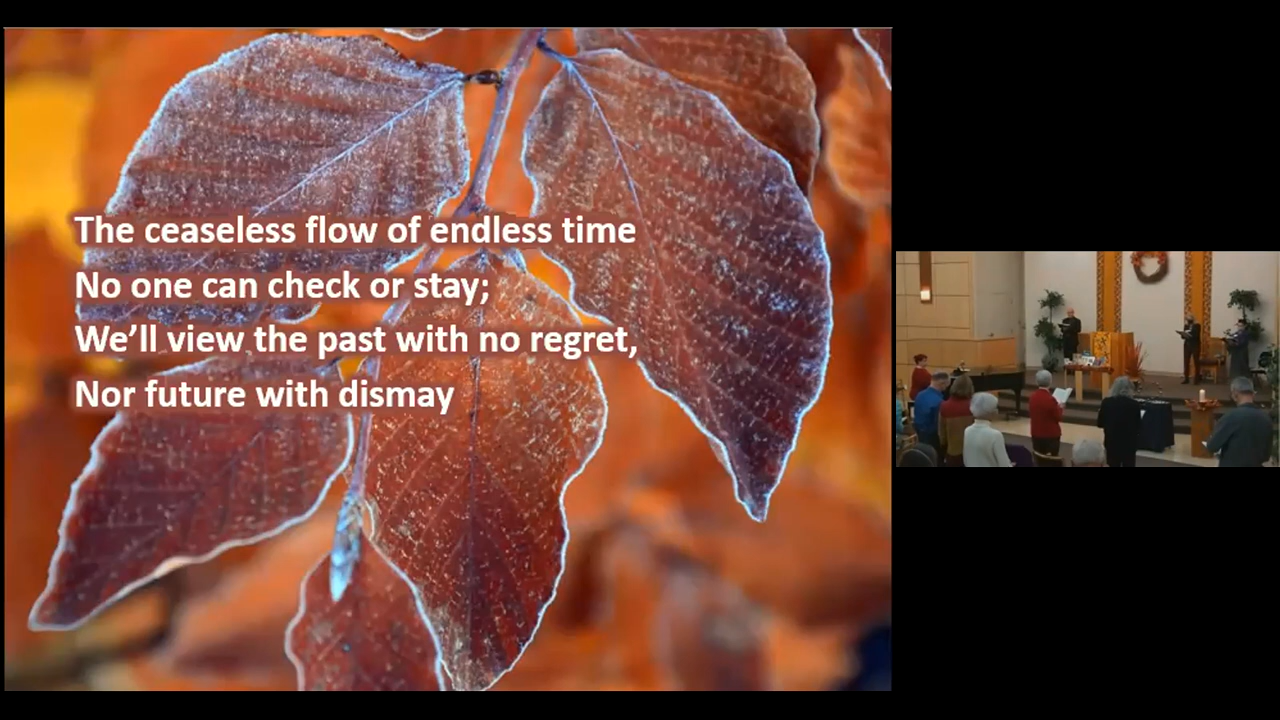 The ceaseless flow of endless time
No one can check or stay;
We’ll view the past with no regret,
Nor future with dismay